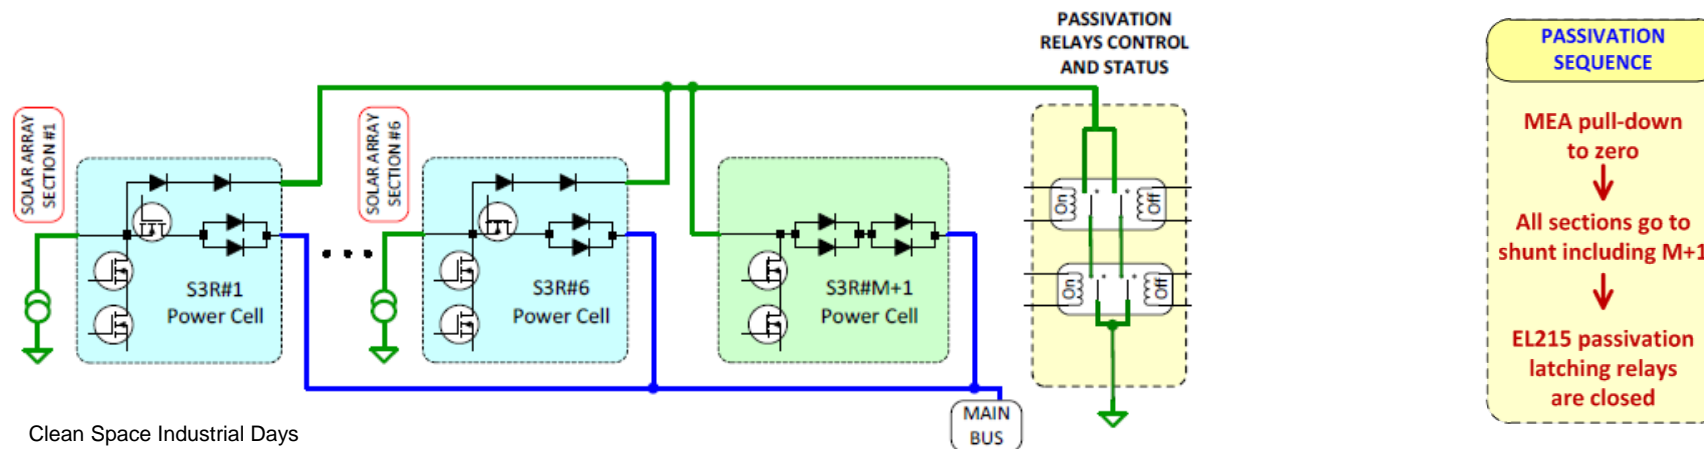 PASSIVATION
RELAYS CONTROL
AND STATUS
PASSIVATION
SEQUENCE
SOLAR ARRAY
SECTION #1
SOLAR ARRAY
SECTION #6
MEA pull-down
to zero
On
Off
All sections go to
shunt including M+1
S3R#1
Power Cell
S3R#6
Power Cell
S3R#M+1
Power Cell
On
Off
EL215 passivation
latching relays
are closed
MAIN
BUS
Clean Space Industrial Days